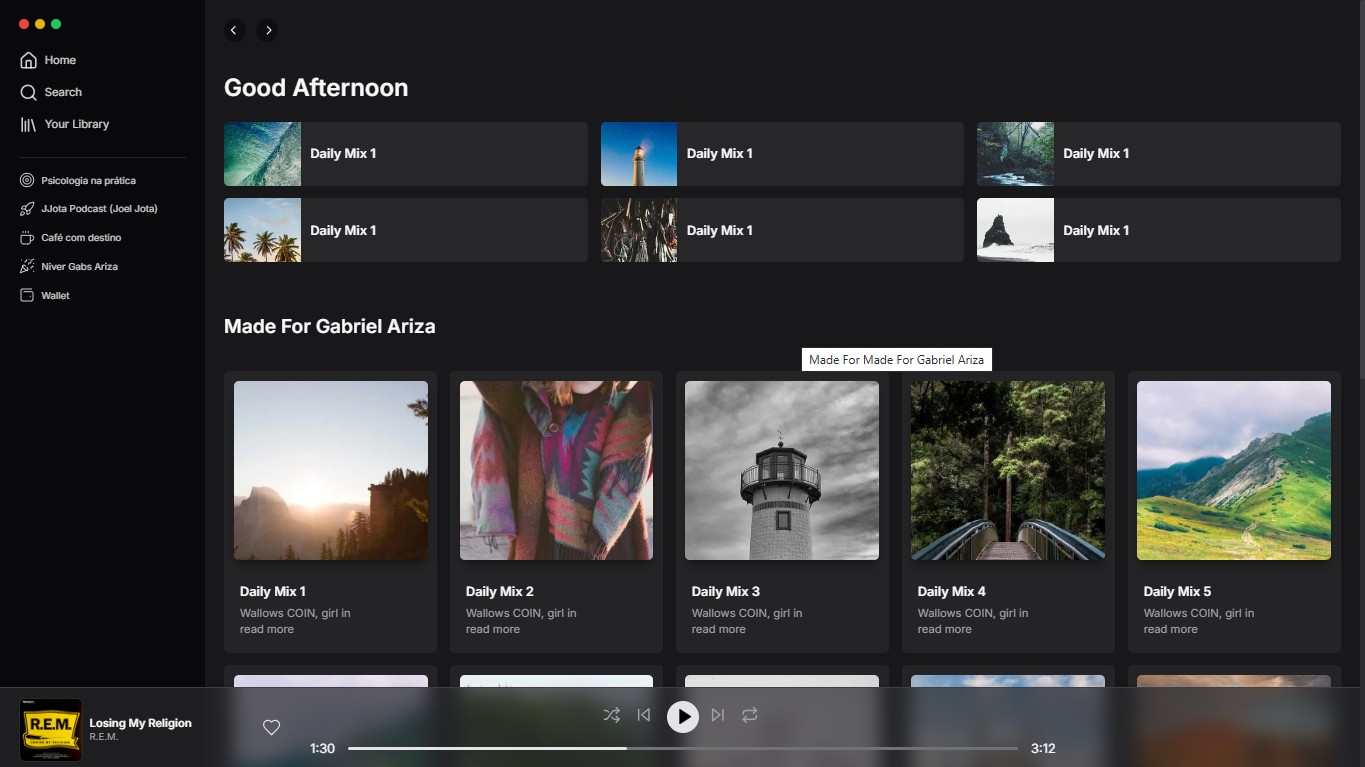 Home
Search
Your Library
Psicologia na prática
JJota Podcast (Joel Jota)
Café com destino
Niver Gabs Ariza
Wallet
Good Afternoon
Daily Mix 1
Daily Mix 1
Daily Mix 1
Daily Mix 1
Daily Mix 1
Daily Mix 1
Made For Gabriel Ariza
Made For Made For Gabriel Ariza
Daily Mix 1
Wallows COIN, girl in
read more
Daily Mix 2
Wallows COIN, girl in
read more
Daily Mix 3
Wallows COIN, girl in
read more
Daily Mix 4
Wallows COIN, girl in
read more
Daily Mix 5
Wallows COIN, girl in
read more
R.E.M.
LOSING MY RELIGION
Losing My Religion
R.E.M.
1:30
3:12